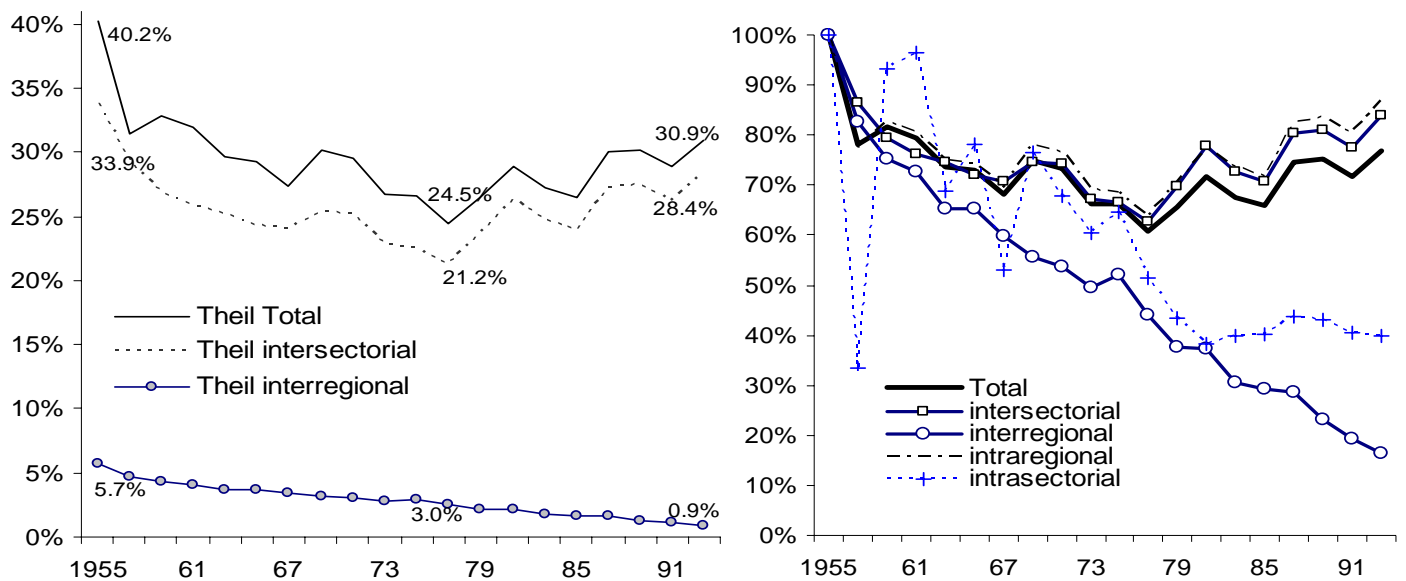 40%
35%
30%
25%
20%
15%
10%
5%
0%
40.2%
33.9%
24.5%
21.2%
30.9%
28.4%
Theil Total
Theil intersectorial
Theil interregional
5.7%
3.0%
0.9%
1955 61 67 73 79 85 91
100%
90%
80%
70%
60%
50%
40%
30%
20%
10%
0%
Total
intersectorial
interregional
intraregional
intrasectorial
1955 61 67 73 79 85 91